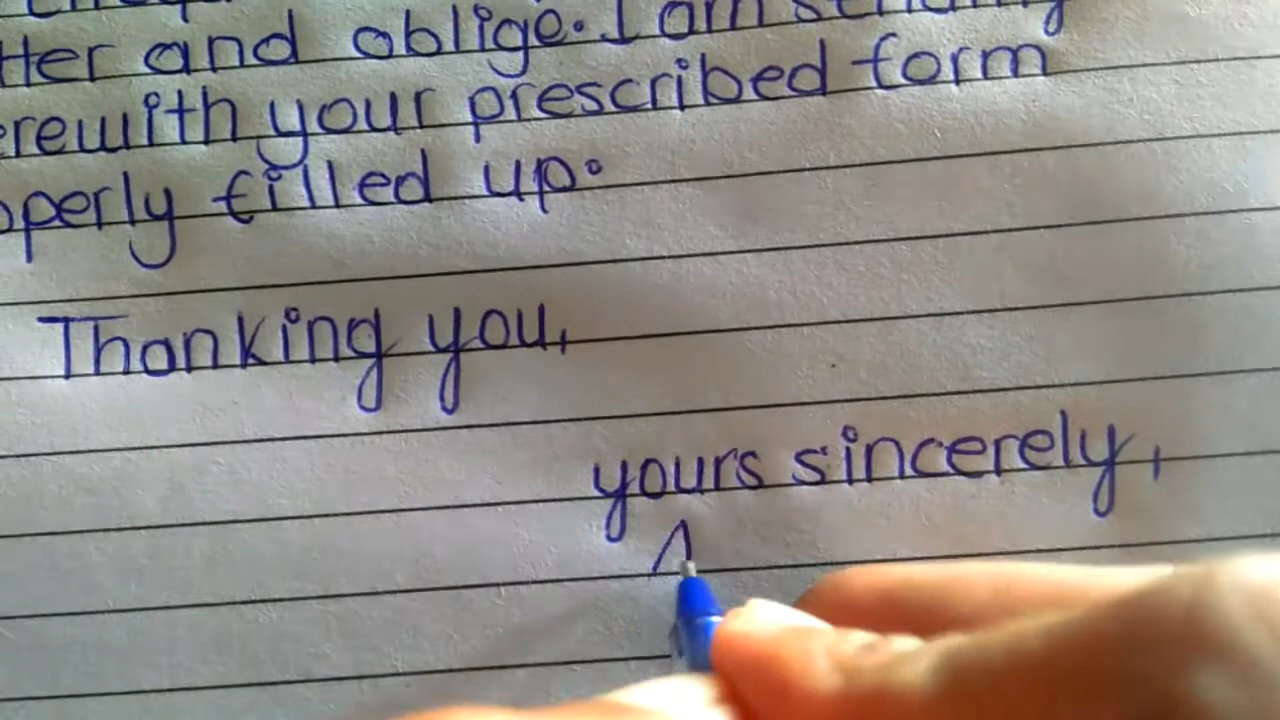 tter and oblige. I am sending
erewith your prescribed form
operly filled up.
Thanking you,
yours sincerely,